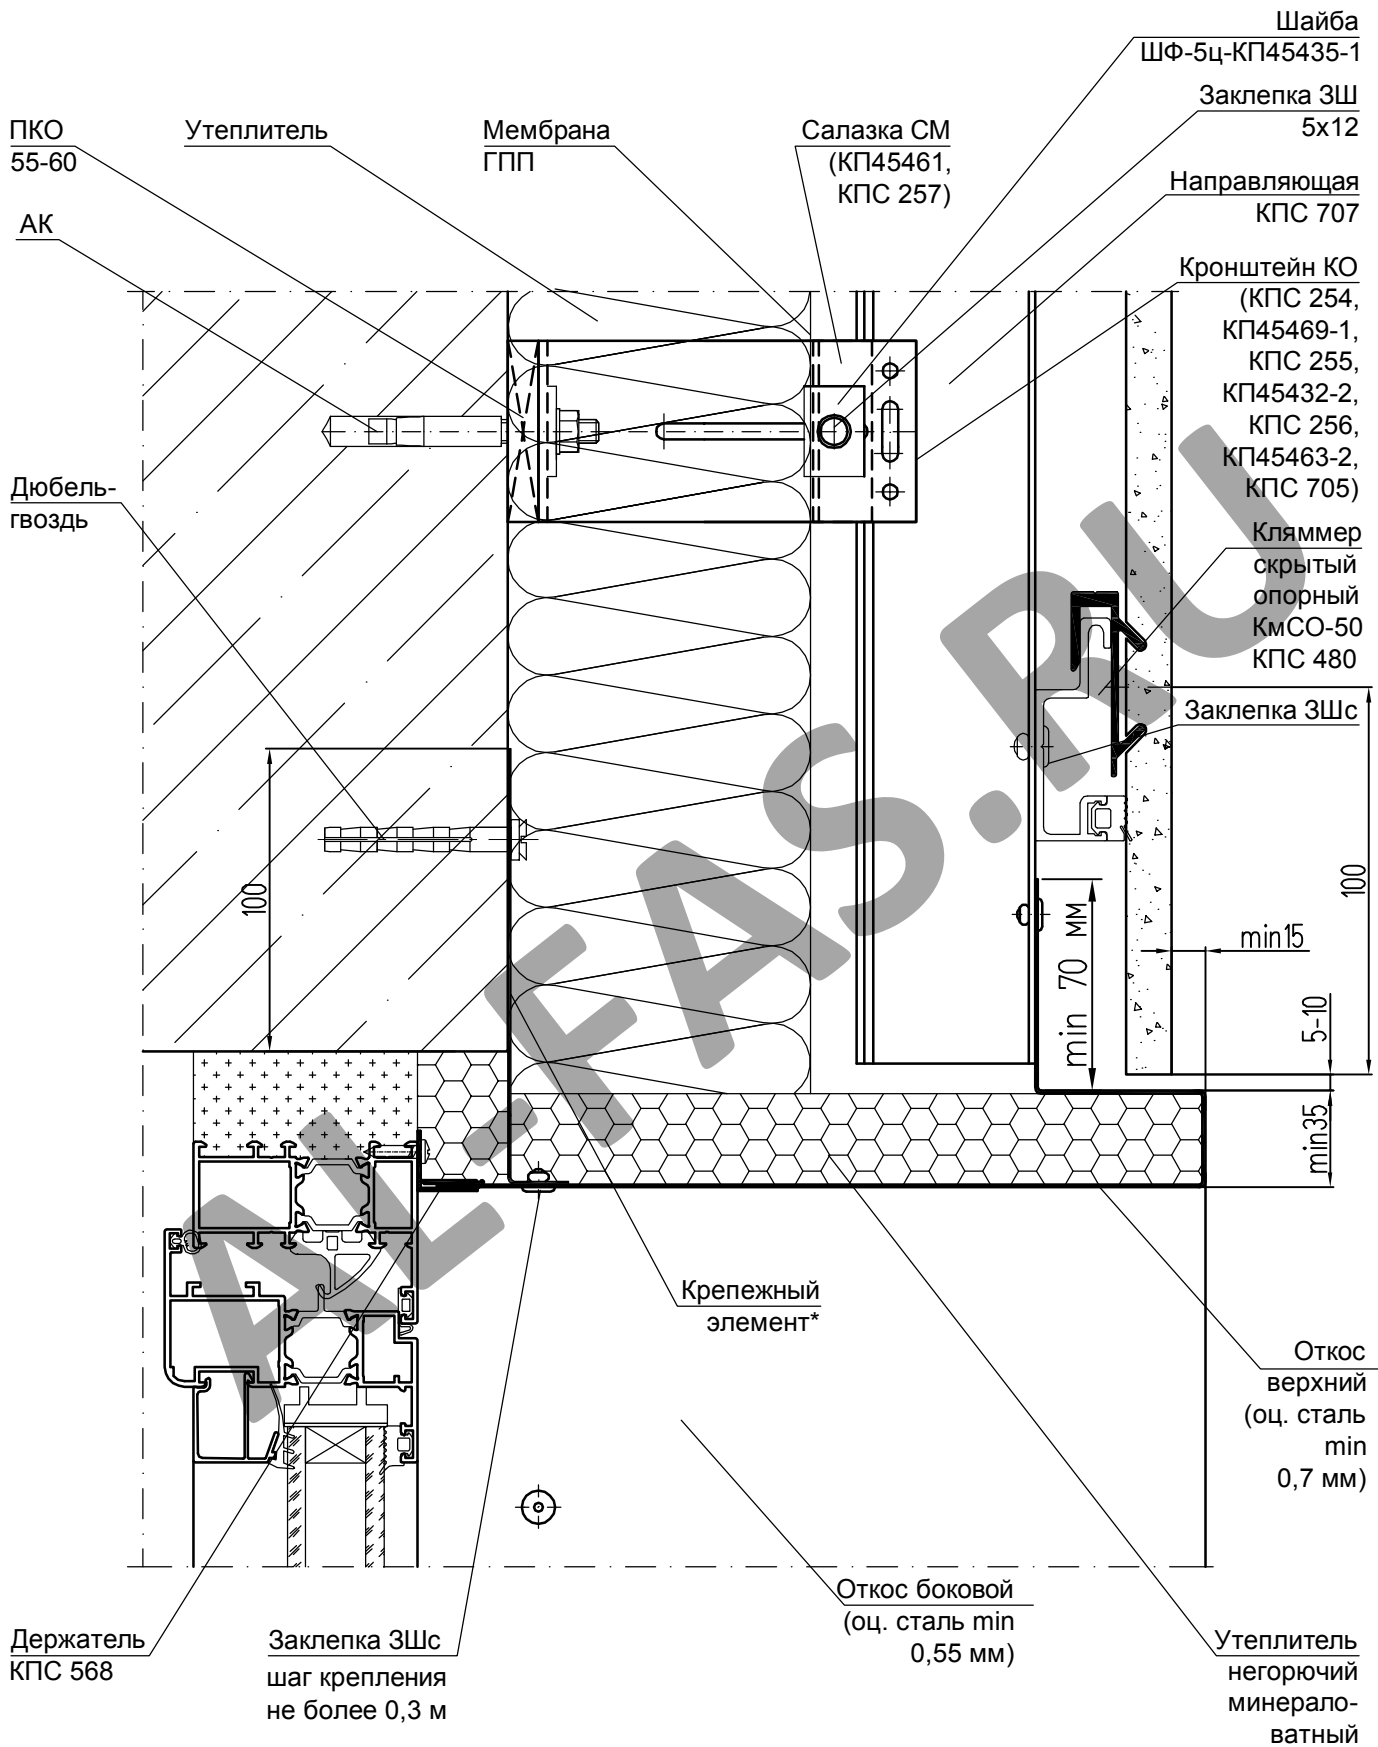 Шайба
ШФ-5ц-КП45435-1
Заклепка ЗШ
5х12
ПКО
55-60
Утеплитель
Мембрана
ГПП
Салазка СМ
(КП45461,
КПС 257)
Направляющая
КПС 707
АК
Кронштейн КО
(КПС 254,
КП45469-1,
КПС 255,
КП45432-2,
КПС 256,
КП45463-2,
КПС 705)
Дюбель-
гвоздь
Кляммер
скрытый
опорный
КмСО-50
КПС 480
Заклепка ЗШс
100
100
min 70 мм
min15
5-10
min35
AL-FAS.RU
Крепежный
элемент*
Откос
верхний
(оц. сталь
min
0,7 мм)
Откос боковой
(оц. сталь min
0,55 мм)
Держатель
КПС 568
Заклепка ЗШс
шаг крепления
не более 0,3 м
Утеплитель
негорючий
минерало-
ватный